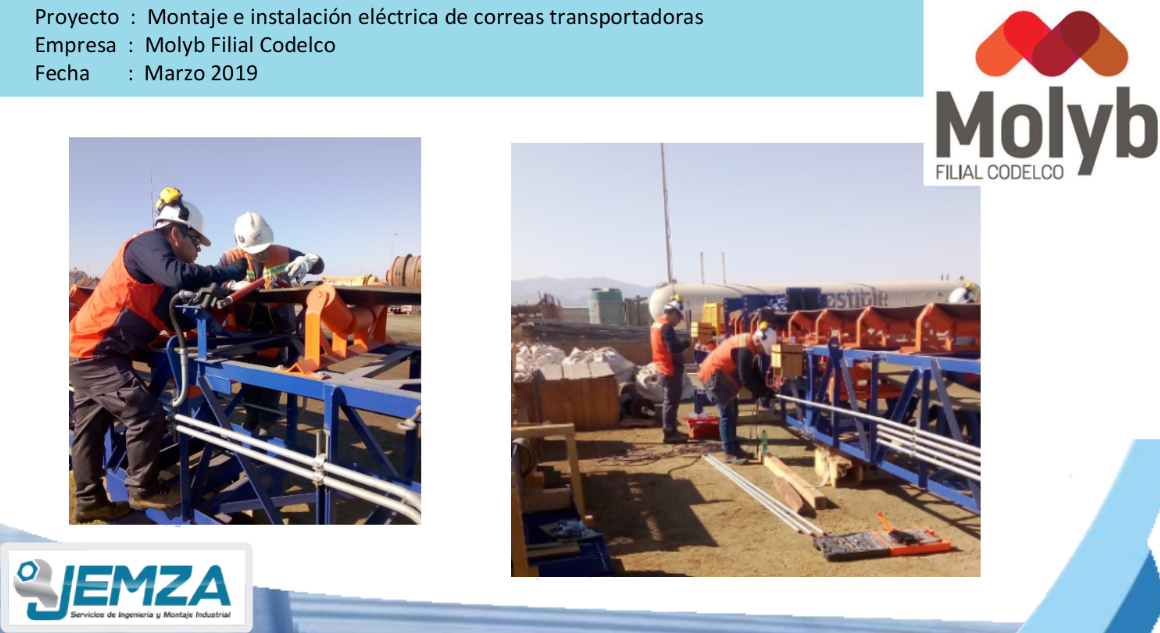 Proyecto : Montaje e instalación eléctrica de correas transportadoras
Empresa : Molyb Filial Codelco
Fecha : Marzo 2019
Molyb
FILIAL CODELCO
ostible
JEMZA
Servicios de Ingeniería y Montaje Industrial